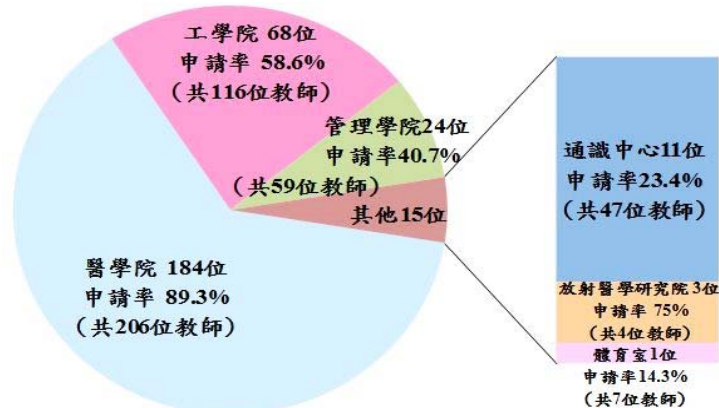 工學院 68位
申請率 58.6%
（共116位教師）
管理學院24位
申請率40.7%
（共59位教師）
其他15位
醫學院 184位
申請率 89.3%
（共206位教師）
通識中心11位
申請率23.4%
（共47位教師）
放射醫學研究院 3位
申請率 75%
（共4位教師）
體育室1位
申請率14.3%
（共7位教師）